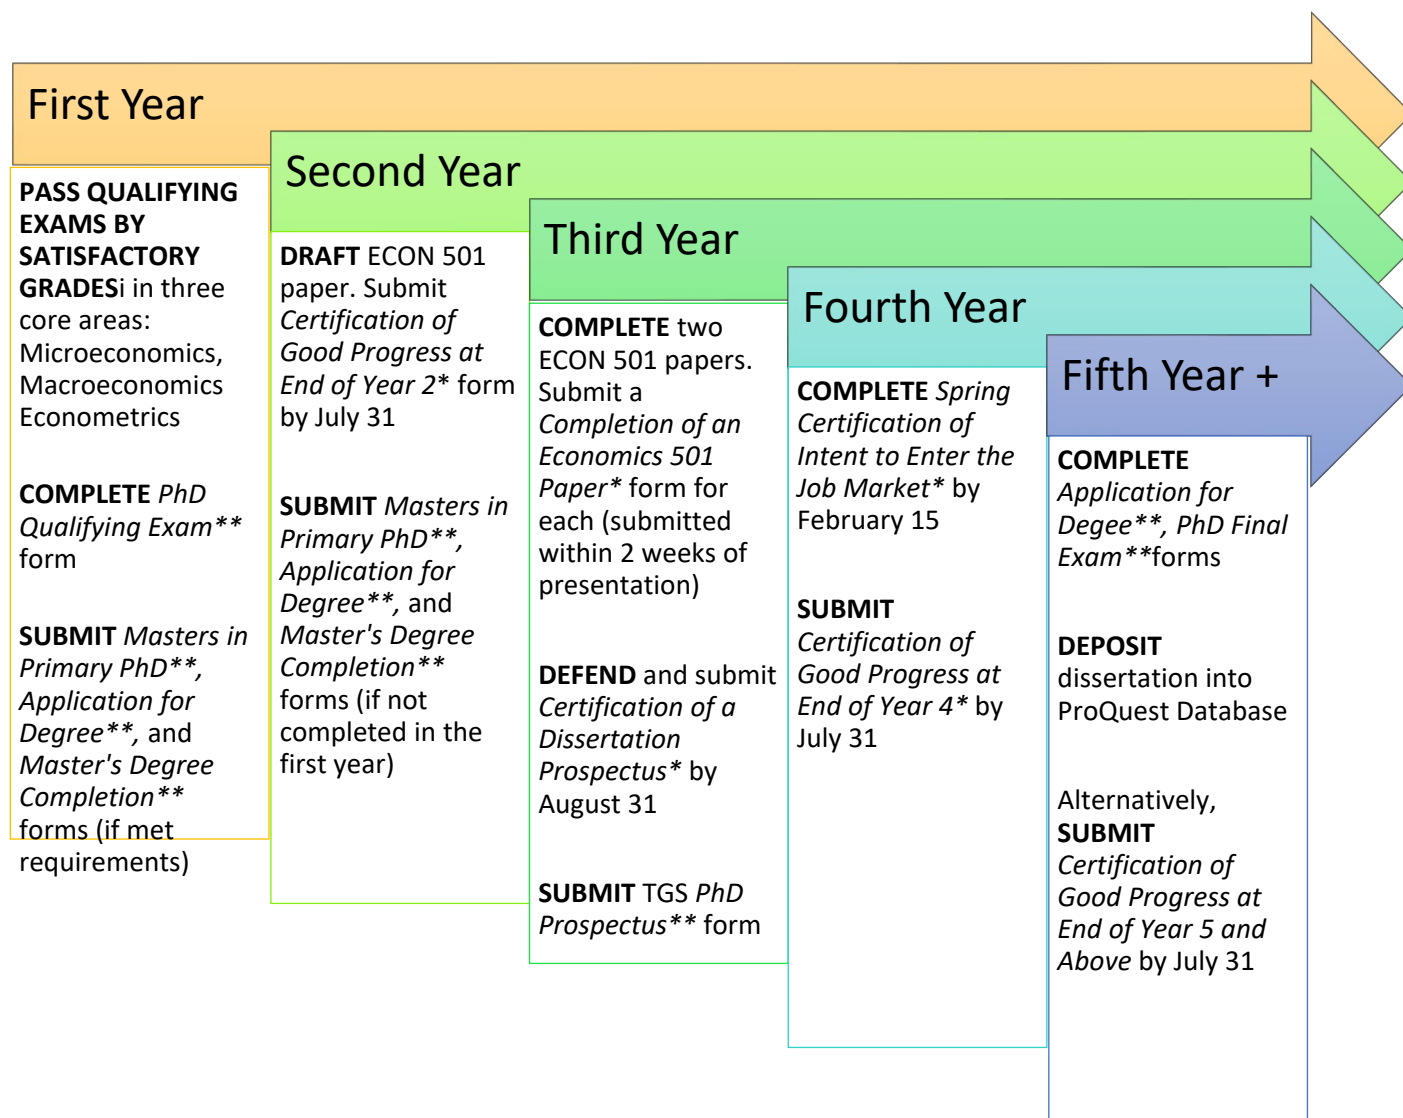 First Year
PASS QUALIFYING
EXAMS BY
SATISFACTORY
GRADESi in three
core areas:
Microeconomics,
Macroeconomics
Econometrics
COMPLETE PhD
Qualifying Exam**
form
SUBMIT Masters in
Primary PhD**,
Application for
Degree**, and
Master's Degree
Completion**
forms (if met
requirements)
Second Year
DRAFT ECON 501
paper. Submit
Certification of
Good Progress at
End of Year 2* form
by July 31
SUBMIT Masters in
Primary PhD**,
Application for
Degree**, and
Master's Degree
Completion**
forms (if not
completed in the
first year)
Third Year
COMPLETE two
ECON 501 papers.
Submit a
Completion of an
Economics 501
Paper* form for
each (submitted
within 2 weeks of
presentation)
DEFEND and submit
Certification of a
Dissertation
Prospectus* by
August 31
SUBMIT TGS PhD
Prospectus** form
Fourth Year
COMPLETE Spring
Certification of
Intent to Enter the
Job Market* by
February 15
SUBMIT
Certification of
Good Progress at
End of Year 4* by
July 31
Fifth Year +
COMPLETE
Application for
Degee**, PhD Final
Exam**forms
DEPOSIT
dissertation into
ProQuest Database
Alternatively,
SUBMIT
Certification of
Good Progress at
End of Year 5 and
Above by July 31